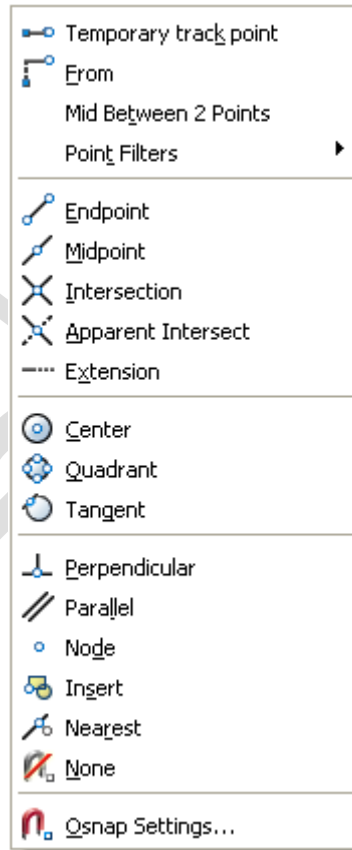 Temporary track point
From
Mid Between 2 Points
Point Filters
Endpoint
Midpoint
Intersection
Apparent Intersect
Extension
Center
Quadrant
Tangent
Perpendicular
Parallel
Node
Insert
Nearest
None
Osnap Settings...